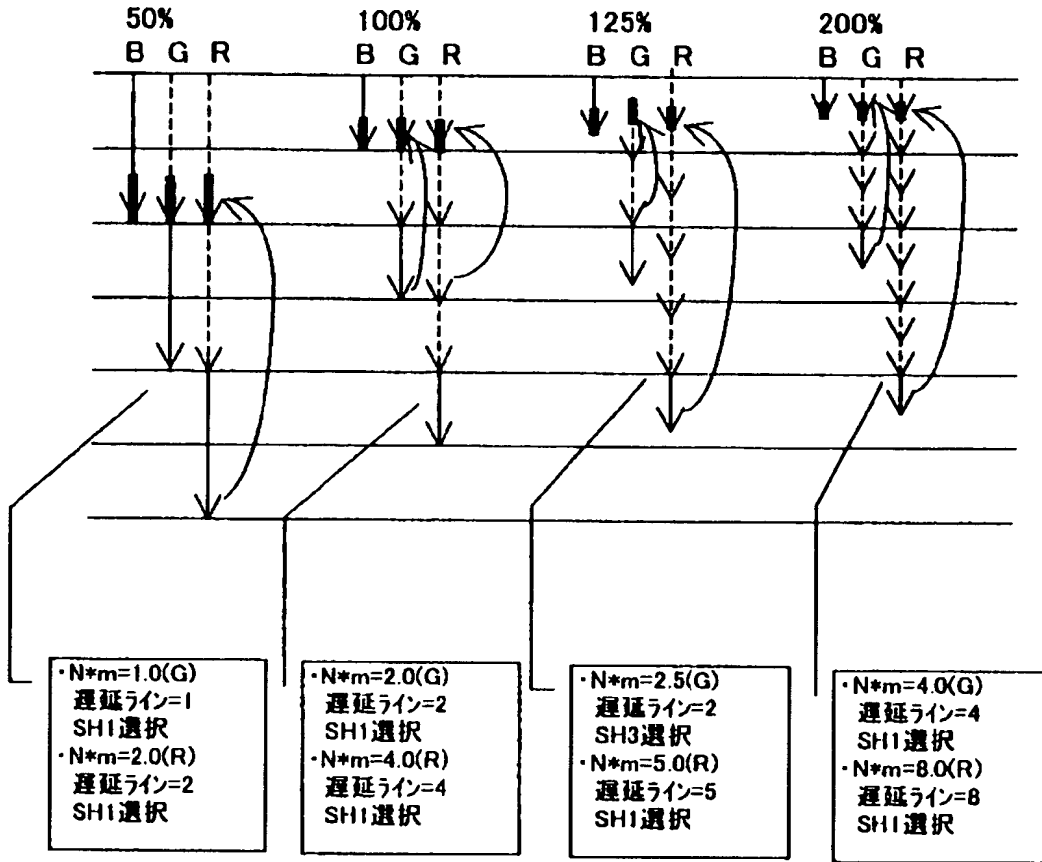 50% 100% 125% 200%
B G R B G R B G R B G R
・N*m=1.0(G)
遅延ライン=1
SH1選択
・N*m=2.0(R)
遅延ライン=2
SH1選択
・N*m=2.0(G)
遅延ライン=2
SH1選択
・N*m=4.0(R)
遅延ライン=4
SH1選択
・N*m=2.5(G)
遅延ライン=2
SH3選択
・N*m=5.0(R)
遅延ライン=5
SH1選択
・N*m=4.0(G)
遅延ライン=4
SH1選択
・N*m=8.0(R)
遅延ライン=8
SH1選択